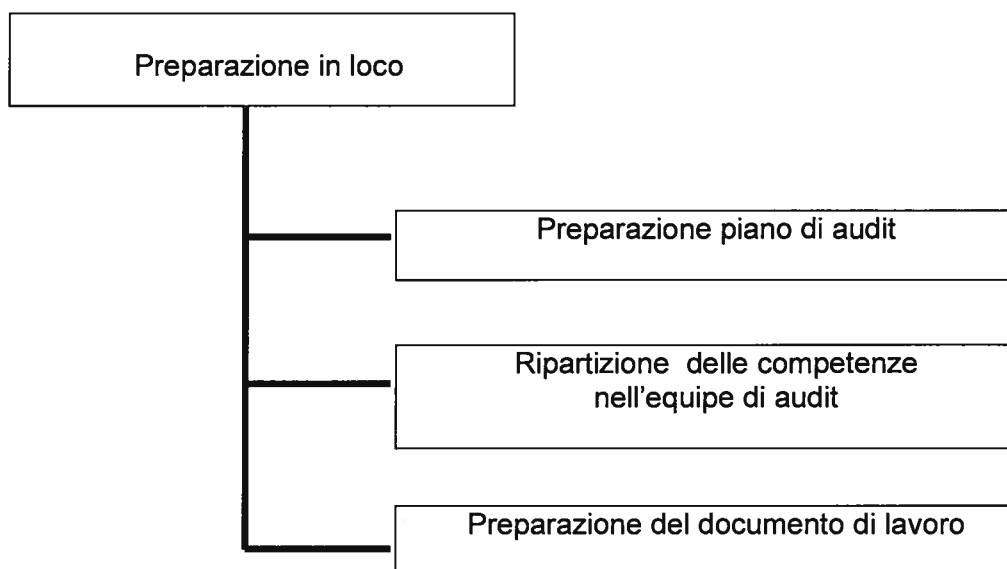 Preparazione in loco
Preparazione piano di audit
Ripartizione delle competenze
nell'equipe di audit
Preparazione del documento di lavoro